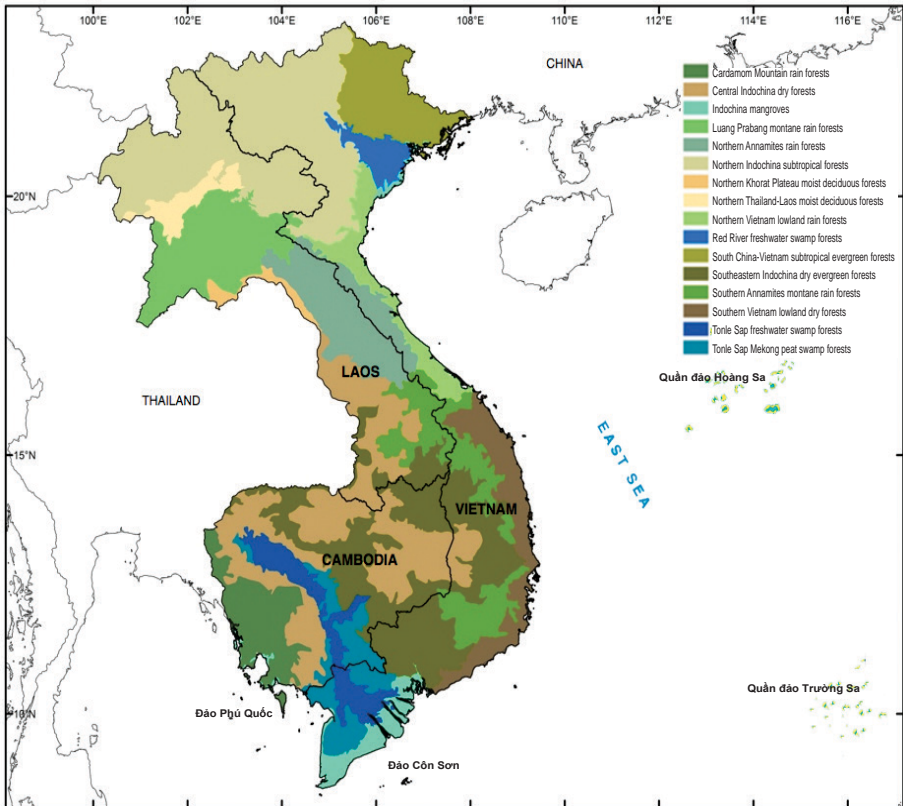 100°E
102°E
104°E
106°E
108°E
110°E
112°E
114°E
116°E
CHINA
Cardamom Mountain rain forests
Central Indochina dry forests
Indochina mangroves
Luang Prabang montane rain forests
Northern Annamites rain forests
Northern Indochina subtropical forests
Northern Khorat Plateau moist deciduous forests
Northern Thailand-Laos moist deciduous forests
Northern Vietnam lowland rain forests
Red River freshwater swamp forests
South China-Vietnam subtropical evergreen forests
Southeastern Indochina dry evergreen forests
Southern Annamites montane rain forests
Southern Vietnam lowland dry forests
Tonle Sap freshwater swamp forests
Tonle Sap Mekong peat swamp forests
20°N
LAOS
Quần đảo Hoàng Sa
THAILAND
EAST SEA
15°N
VIETNAM
CAMBODIA
Quần đảo Trường Sa
Đảo Phú Quốc
10°N
Đảo Côn Sơn